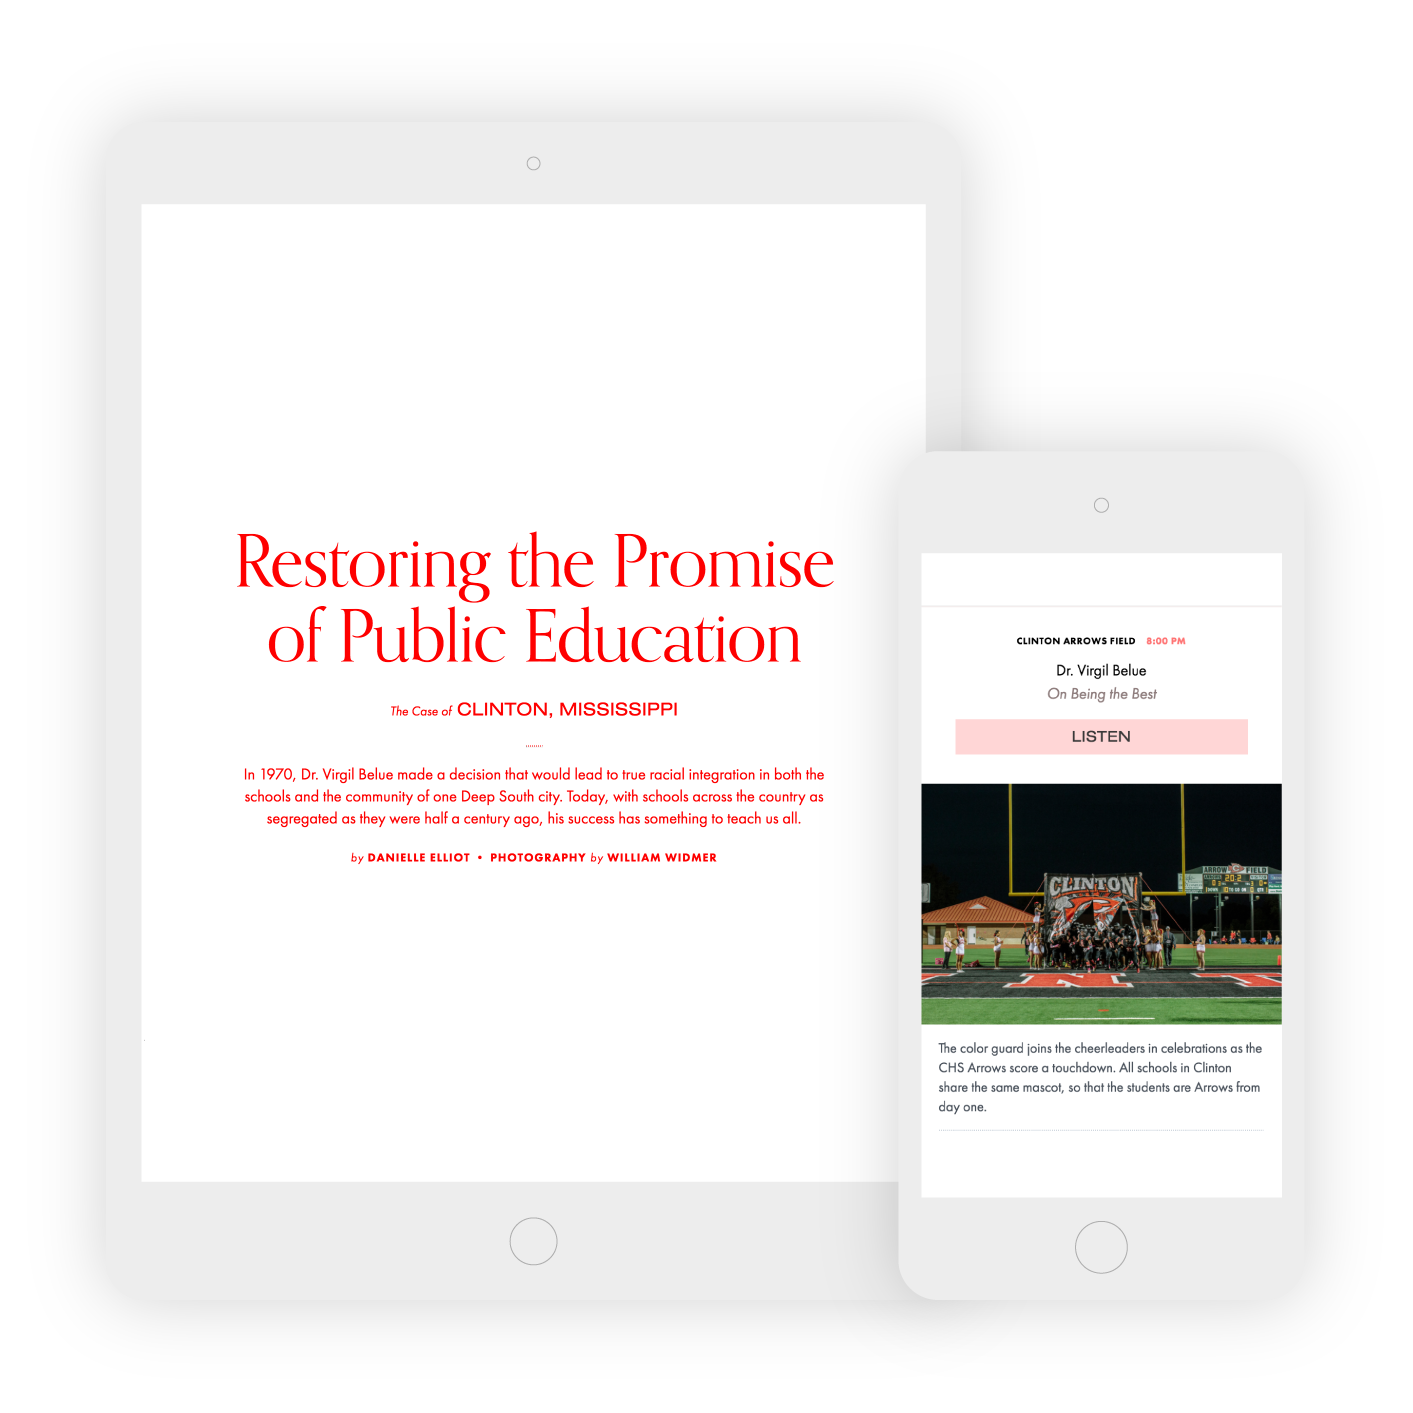 Restoring the Promise
of Public Education
The Case of CLINTON, MISSISSIPPI
In 1970, Dr. Virgil Belue made a decision that would lead to true racial integration in both the
schools and the community of one Deep South city. Today, with schools across the country as
segregated as they were half a century ago, his success has something to teach us all.
by DANIELLE ELLIOT • PHOTOGRAPHY by WILLIAM WIDMER
CLINTON ARROWS FIELD 8:00 PM
Dr. Virgil Belue
On Being the Best
LISTEN
ARROW FIELD
CLINTON
C
N T
The color guard joins the cheerleaders in celebrations as the
CHS Arrows score a touchdown. All schools in Clinton
share the same mascot, so that the students are Arrows from
day one.